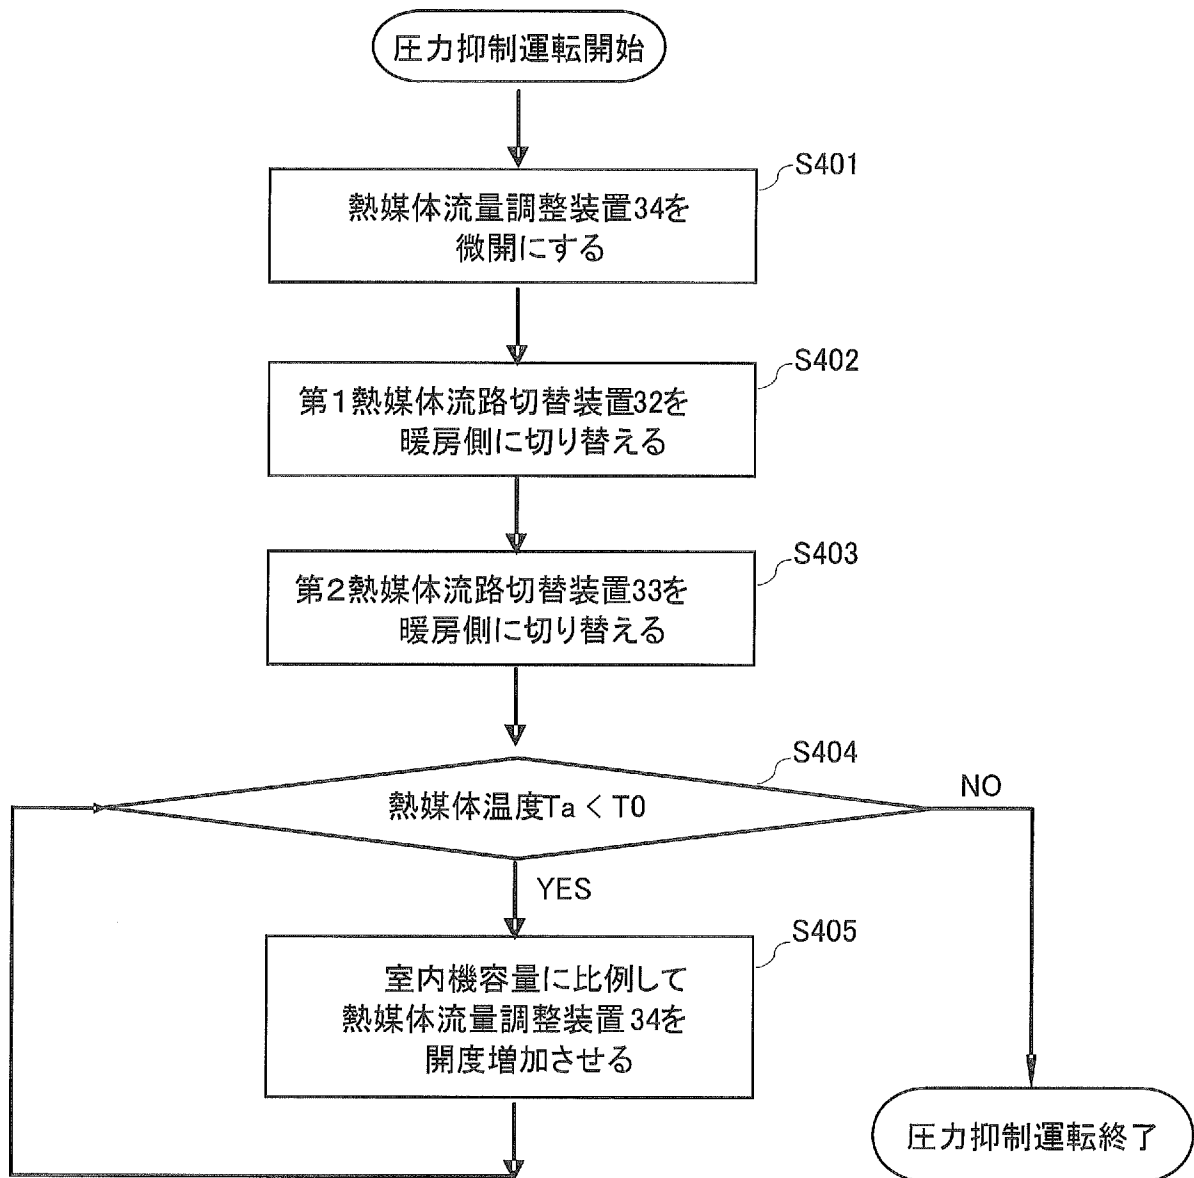 圧力抑制運転開始
S401
熱媒体流量調整装置34を
微開にする
S402
第1熱媒体流路切替装置32を
暖房側に切り替える
S403
第2熱媒体流路切替装置33を
暖房側に切り替える
S404
熱媒体温度Ta < T0
NO
YES
S405
室内機容量に比例して
熱媒体流量調整装置34を
開度増加させる
圧力抑制運転終了